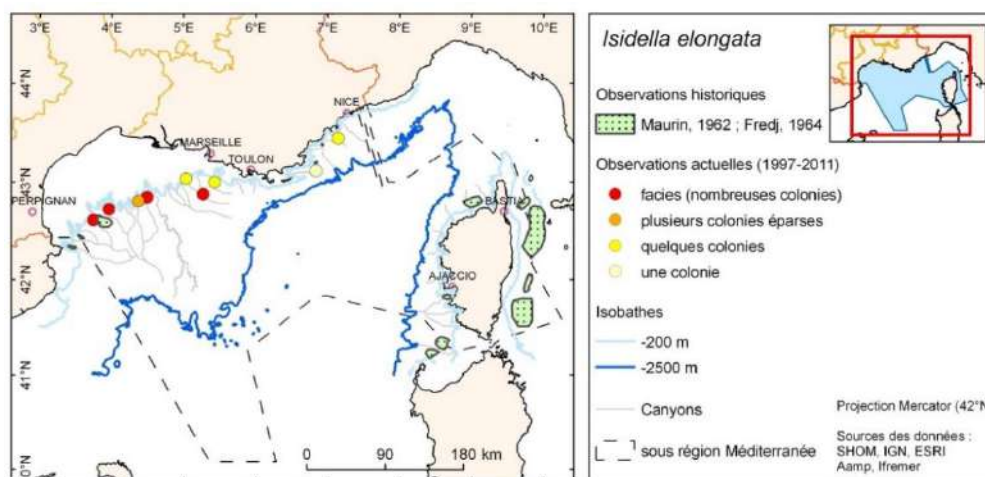 3°E 4°E 5°E 6°E 7°E 8°E 9°E 10°E
44°N
43°N
42°N
41°N
0°N
NICE
MARSEILLE
TOULON
PERPIGNAN
BASTIA
AJACCIO
0 90 180 km
Isidella elongata
Observations historiques
Maurin, 1962 ; Fredj, 1964
Observations actuelles (1997-2011)
facies (nombreuses colonies)
plusieurs colonies éparses
quelques colonies
une colonie
Isobathes
-200 m
-2500 m
Canyons
sous région Méditerranée
Projection Mercator (42°N
Sources des données :
SHOM, IGN, ESRI
Aamp, Ifremer